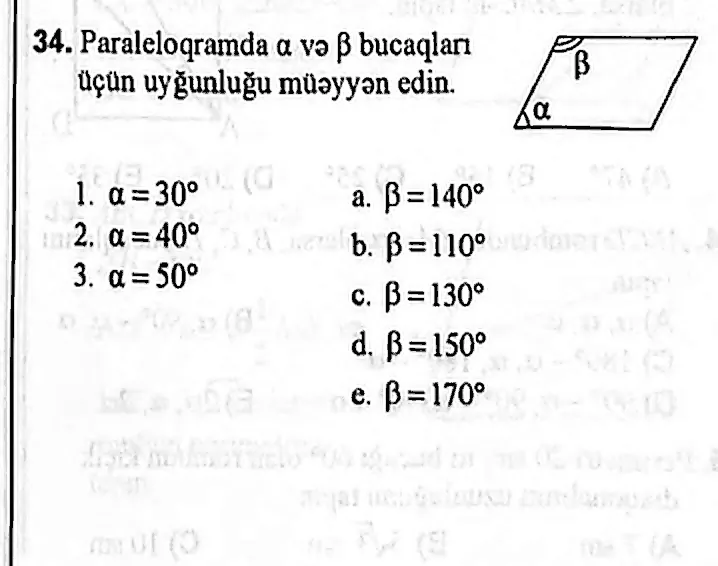 34. Paraleloqramda α və β bucaqları
üçün uyğunluğu müəyyən edin.
β
α
1. α = 30°
2. α = 40°
3. α = 50°
a. β = 140°
b. β = 110°
c. β = 130°
d. β = 150°
e. β = 170°